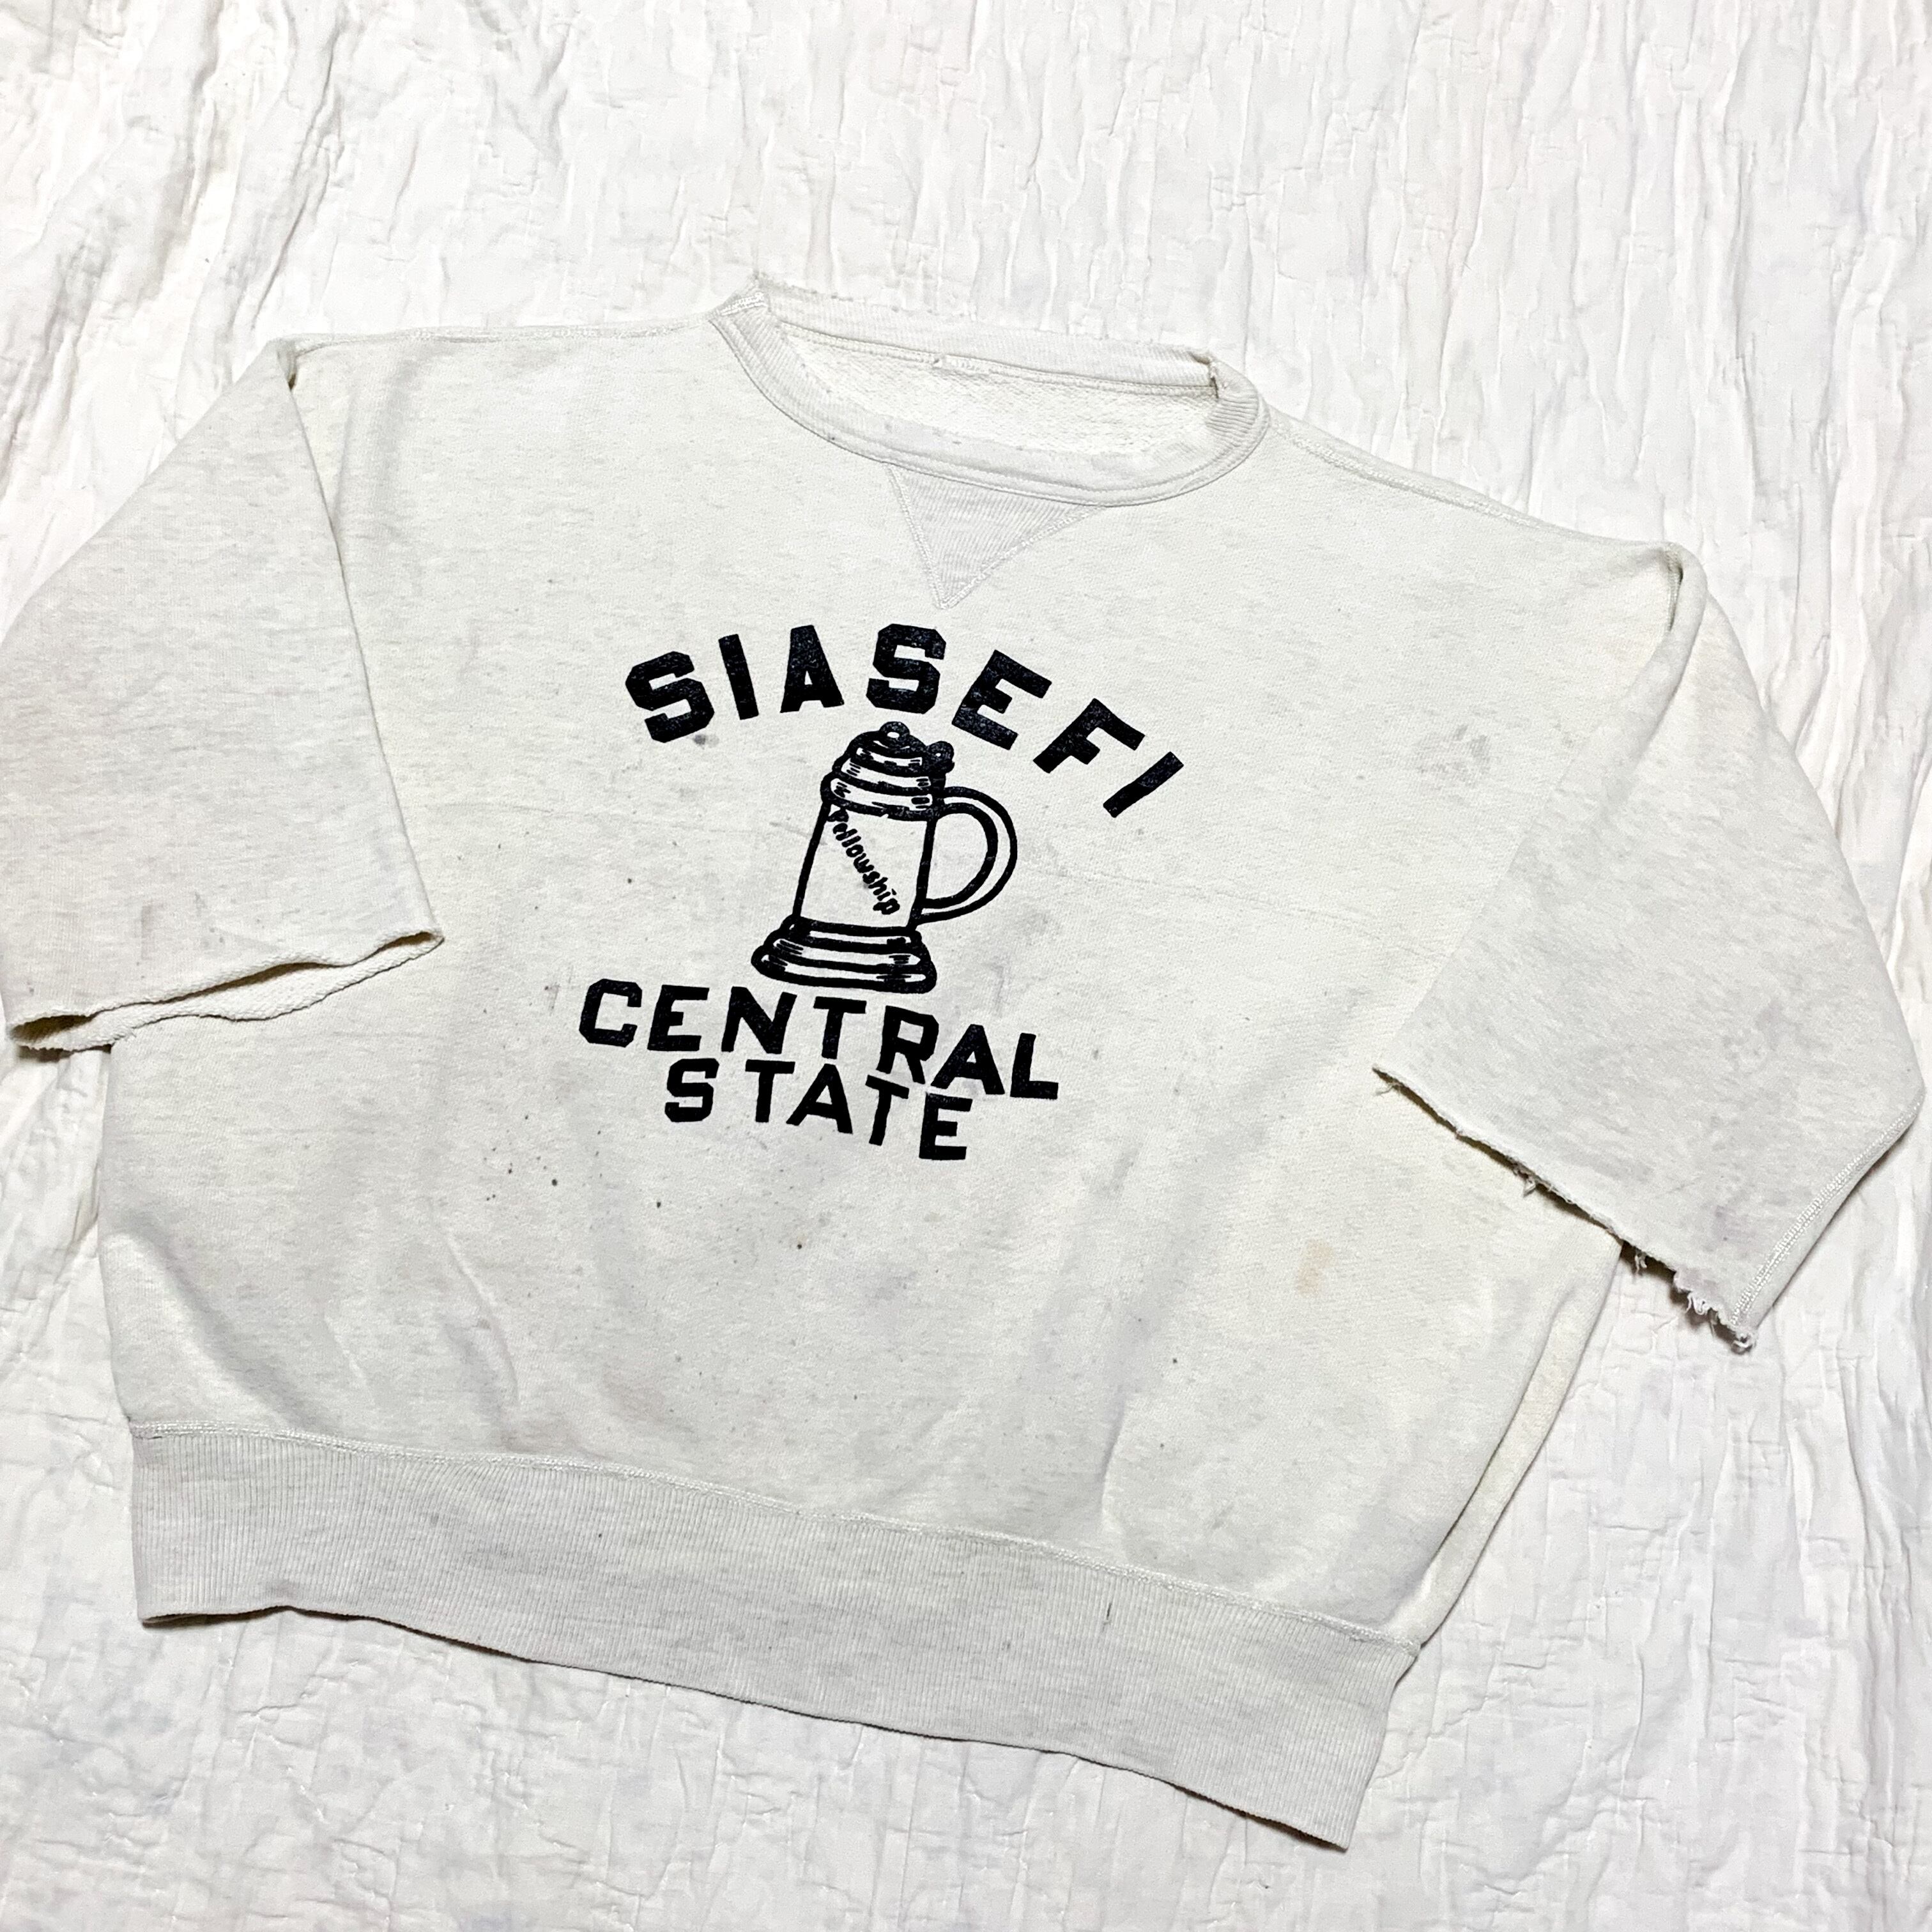 SIASEFI
Fellowship
CENTRAL
STATE